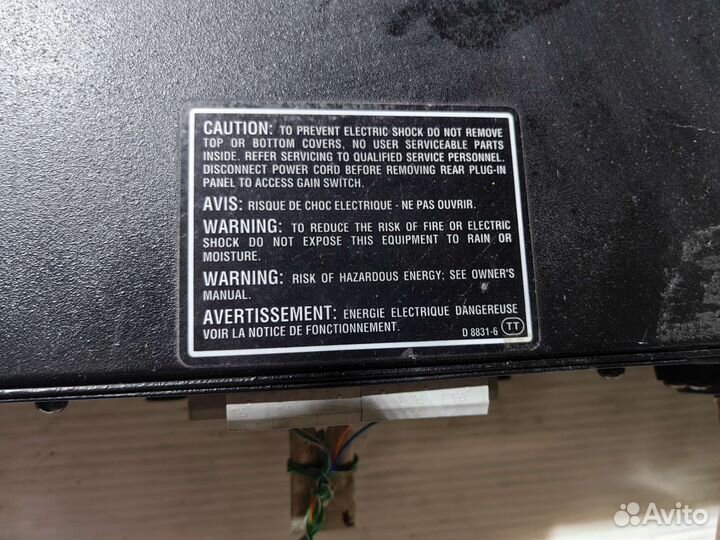 CAUTION: TO PREVENT ELECTRIC SHOCK DO NOT REMOVE
TOP OR BOTTOM COVERS, NO USER SERVICEABLE PARTS
INSIDE. REFER SERVICING TO QUALIFIED SERVICE PERSONNEL.
DISCONNECT POWER CORD BEFORE REMOVING REAR PLUG-IN
PANEL TO ACCESS GAIN SWITCH.
AVIS: RISQUE DE CHOC ELECTRIQUE - NE PAS OUVRIR.
WARNING: TO REDUCE THE RISK OF FIRE OR ELECTRIC
SHOCK DO NOT EXPOSE THIS EQUIPMENT TO RAIN OR
MOISTURE.
WARNING: RISK OF HAZARDOUS ENERGY; SEE OWNER'S
MANUAL.
AVERTISSEMENT: ENERGIE ELECTRIQUE DANGEREUSE
VOIR LA NOTICE DE FONCTIONNEMENT.
D 8831-6 TT
Avito